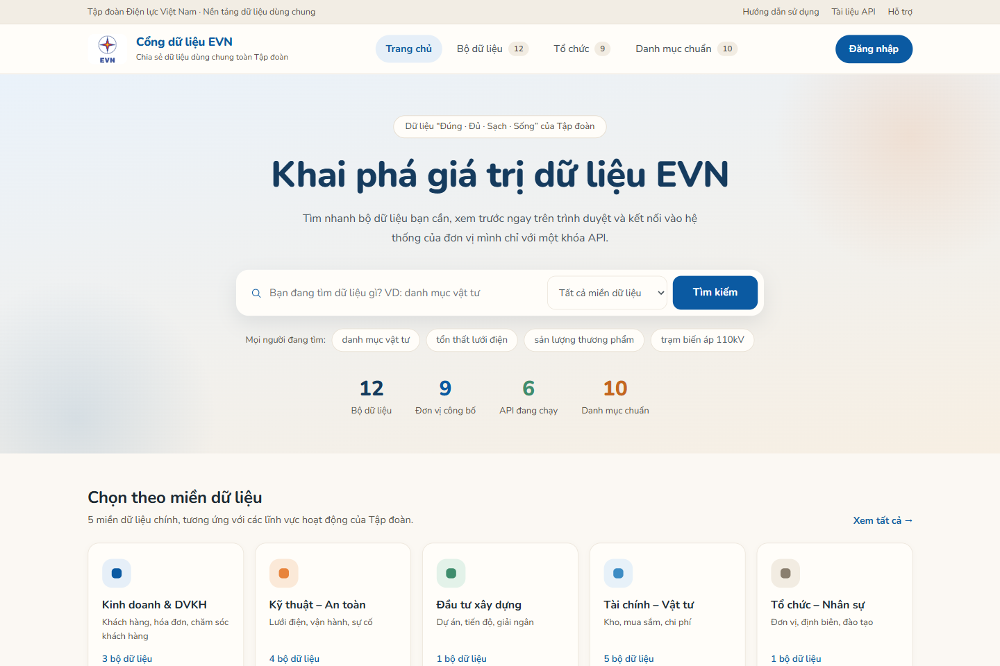 Tập đoàn Điện lực Việt Nam · Nền tảng dữ liệu dùng chung
Hướng dẫn sử dụng Tài liệu API Hỗ trợ
EVN
Cổng dữ liệu EVN
Chia sẻ dữ liệu dùng chung toàn Tập đoàn
Trang chủ Bộ dữ liệu 12 Tổ chức 9 Danh mục chuẩn 10
Đăng nhập
Dữ liệu “Đúng · Đủ · Sạch · Sống” của Tập đoàn
Khai phá giá trị dữ liệu EVN
Tìm nhanh bộ dữ liệu bạn cần, xem trước ngay trên trình duyệt và kết nối vào hệ
thống của đơn vị mình chỉ với một khóa API.
Bạn đang tìm dữ liệu gì? VD: danh mục vật tư
Tất cả miền dữ liệu
Tìm kiếm
Mọi người đang tìm: danh mục vật tư tổn thất lưới điện sản lượng thương phẩm trạm biến áp 110kV
12 9 6 10
Bộ dữ liệu Đơn vị công bố API đang chạy Danh mục chuẩn
Chọn theo miền dữ liệu
5 miền dữ liệu chính, tương ứng với các lĩnh vực hoạt động của Tập đoàn.
Xem tất cả →
Kinh doanh & DVKH
Khách hàng, hóa đơn, chăm sóc
khách hàng
3 bộ dữ liệu
Kỹ thuật – An toàn
Lưới điện, vận hành, sự cố
4 bộ dữ liệu
Đầu tư xây dựng
Dự án, tiến độ, giải ngân
1 bộ dữ liệu
Tài chính – Vật tư
Kho, mua sắm, chi phí
5 bộ dữ liệu
Tổ chức – Nhân sự
Đơn vị, định biên, đào tạo
1 bộ dữ liệu